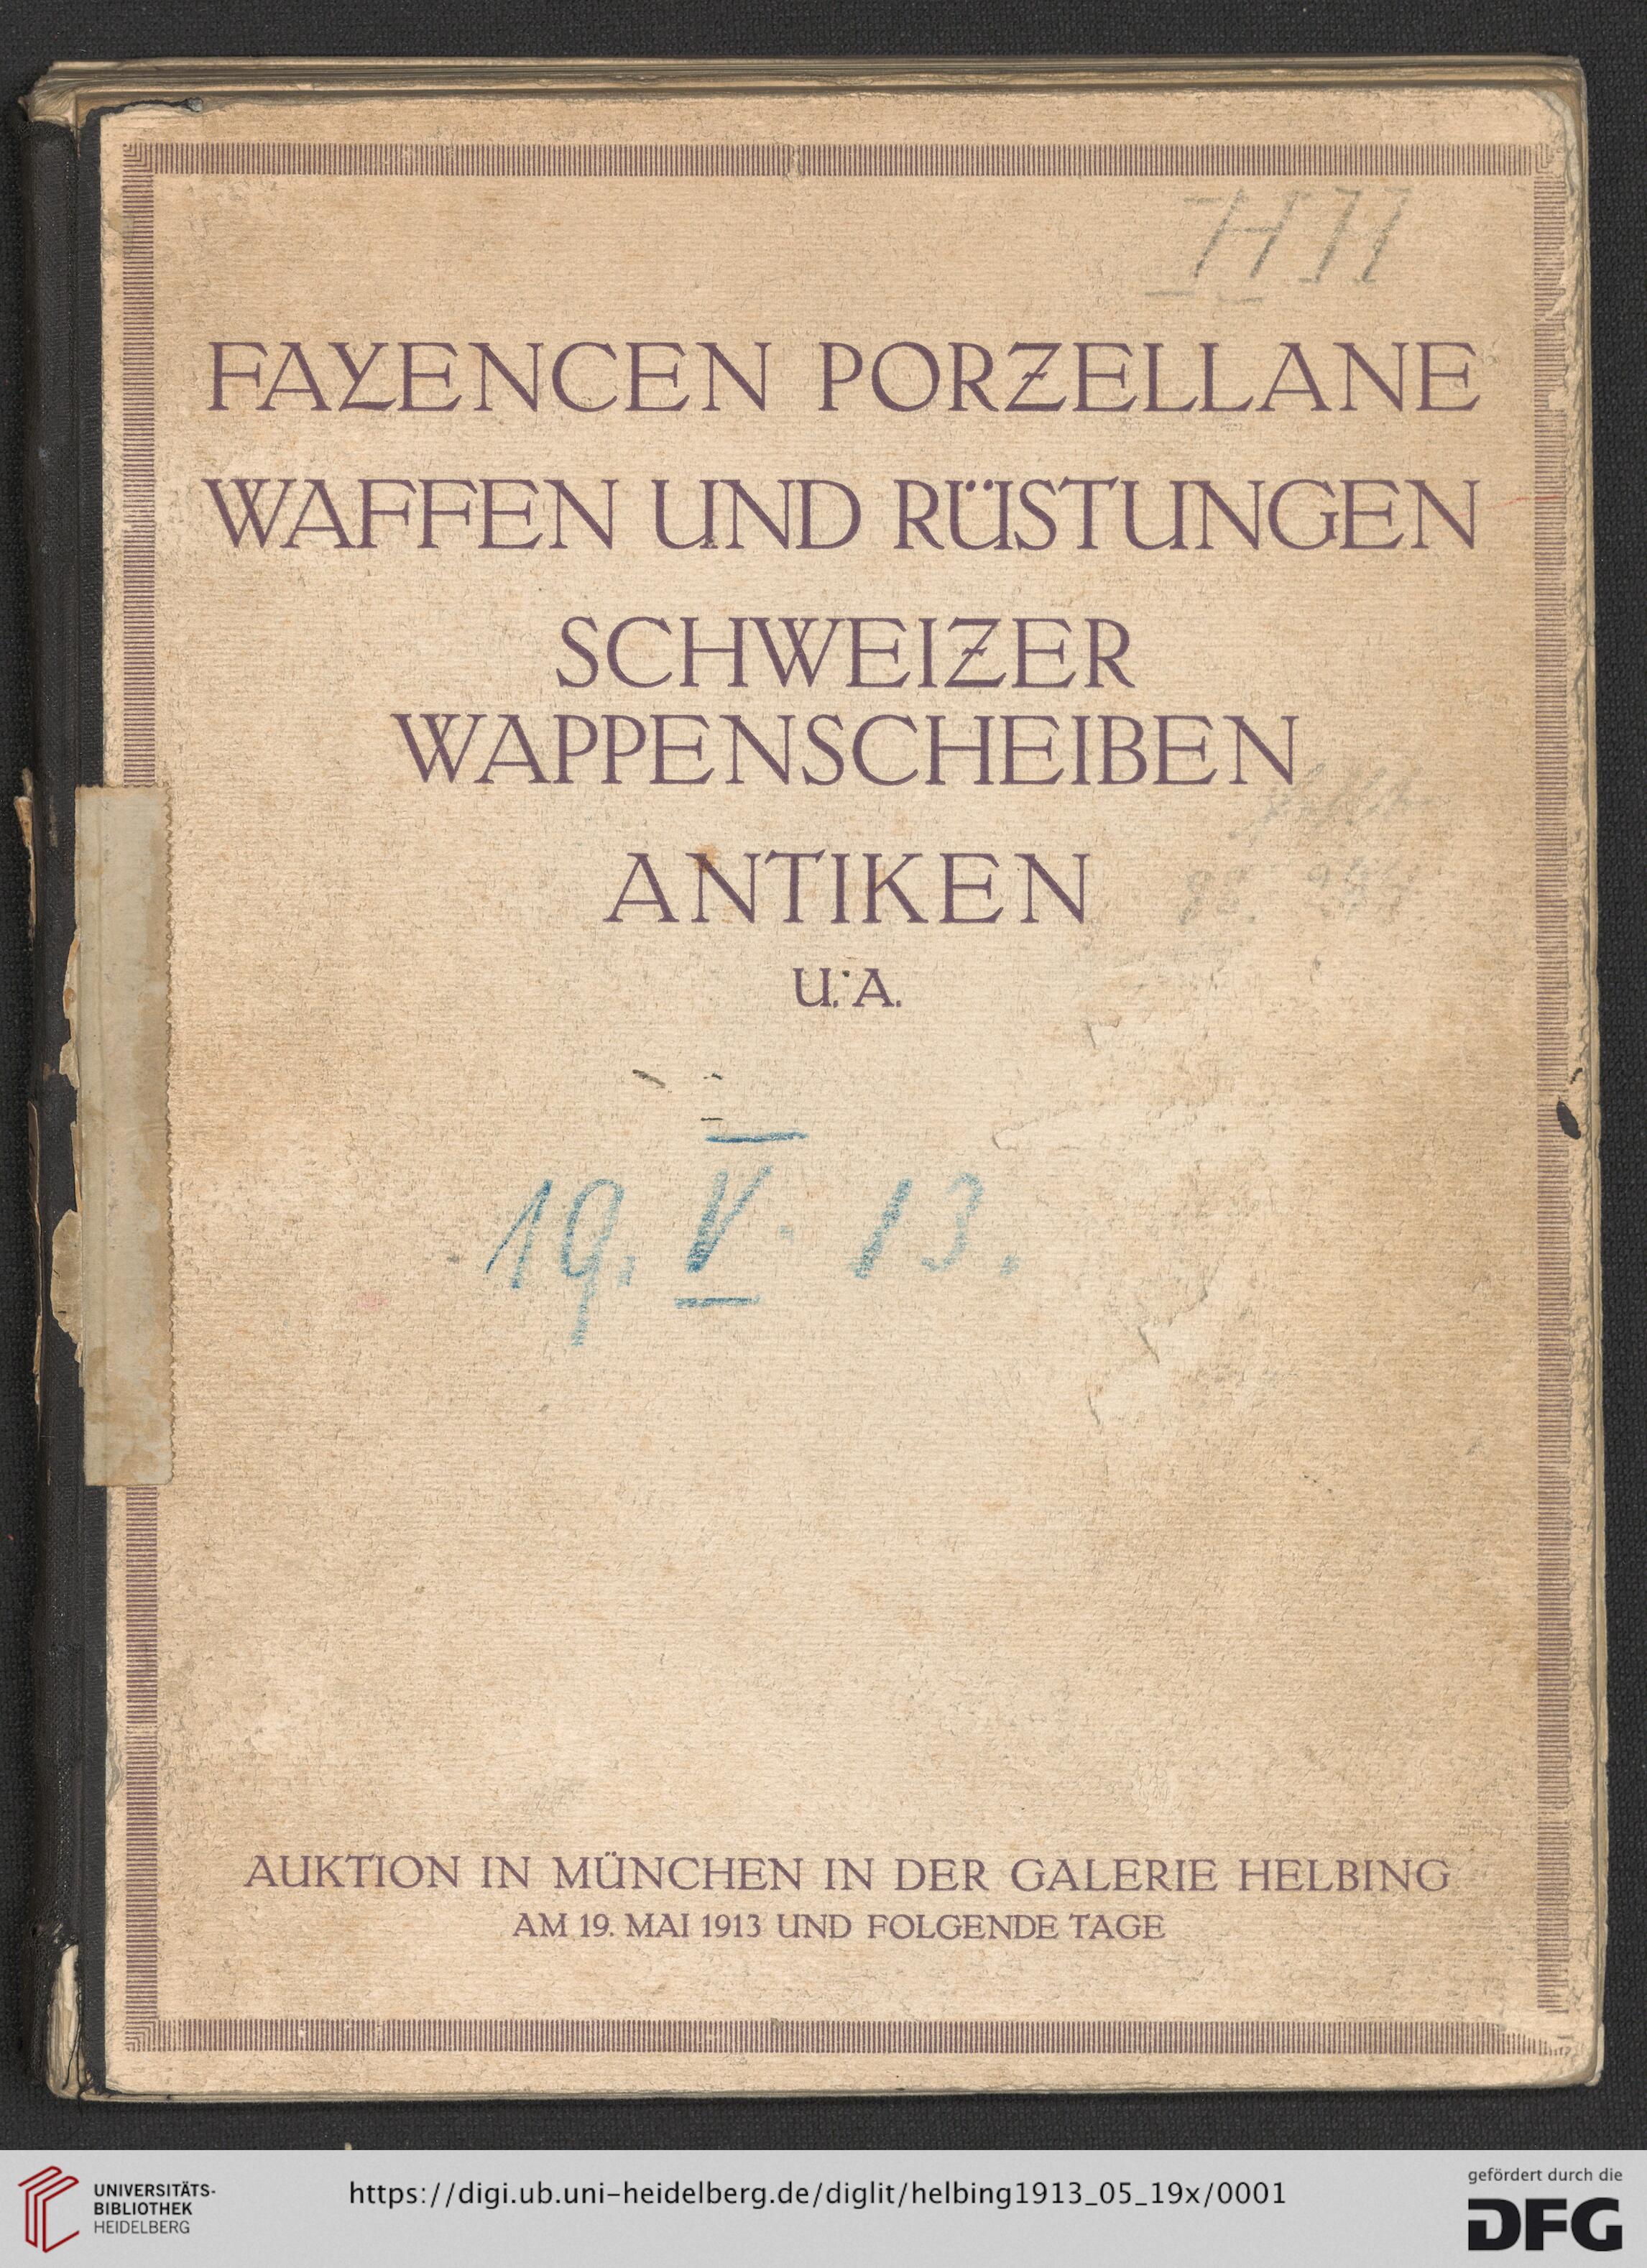 FAYENCEN PORZELLANE
WAFFEN UND RÜSTUNGEN
SCHWEIZER
WAPPENSCHEIBEN
ANTIKEN
U. A.
19. V. 13.
AUKTION IN MÜNCHEN IN DER GALERIE HELBING
AM 19. MAI 1913 UND FOLGENDE TAGE
UNIVERSITÄTS-
BIBLIOTHEK
HEIDELBERG
https://digi.ub.uni-heidelberg.de/diglit/helbing1913_05_19x/0001
gefördert durch die
DFG